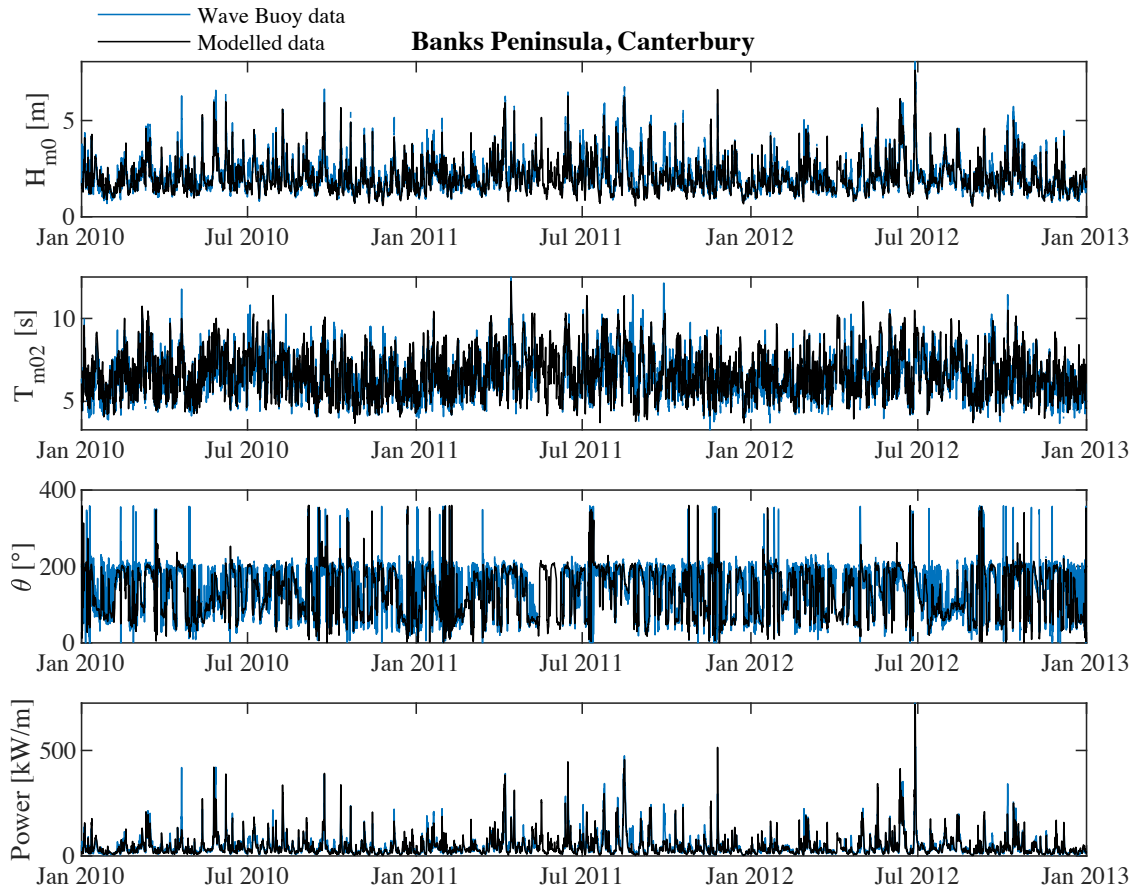 Wave Buoy data
Modelled data
Banks Peninsula, Canterbury
H_m0 [m]
5
0
Jan 2010 Jul 2010 Jan 2011 Jul 2011 Jan 2012 Jul 2012 Jan 2013
T_m02 [s]
10
5
Jan 2010 Jul 2010 Jan 2011 Jul 2011 Jan 2012 Jul 2012 Jan 2013
θ [°]
400
200
0
Jan 2010 Jul 2010 Jan 2011 Jul 2011 Jan 2012 Jul 2012 Jan 2013
Power [kW/m]
500
0
Jan 2010 Jul 2010 Jan 2011 Jul 2011 Jan 2012 Jul 2012 Jan 2013